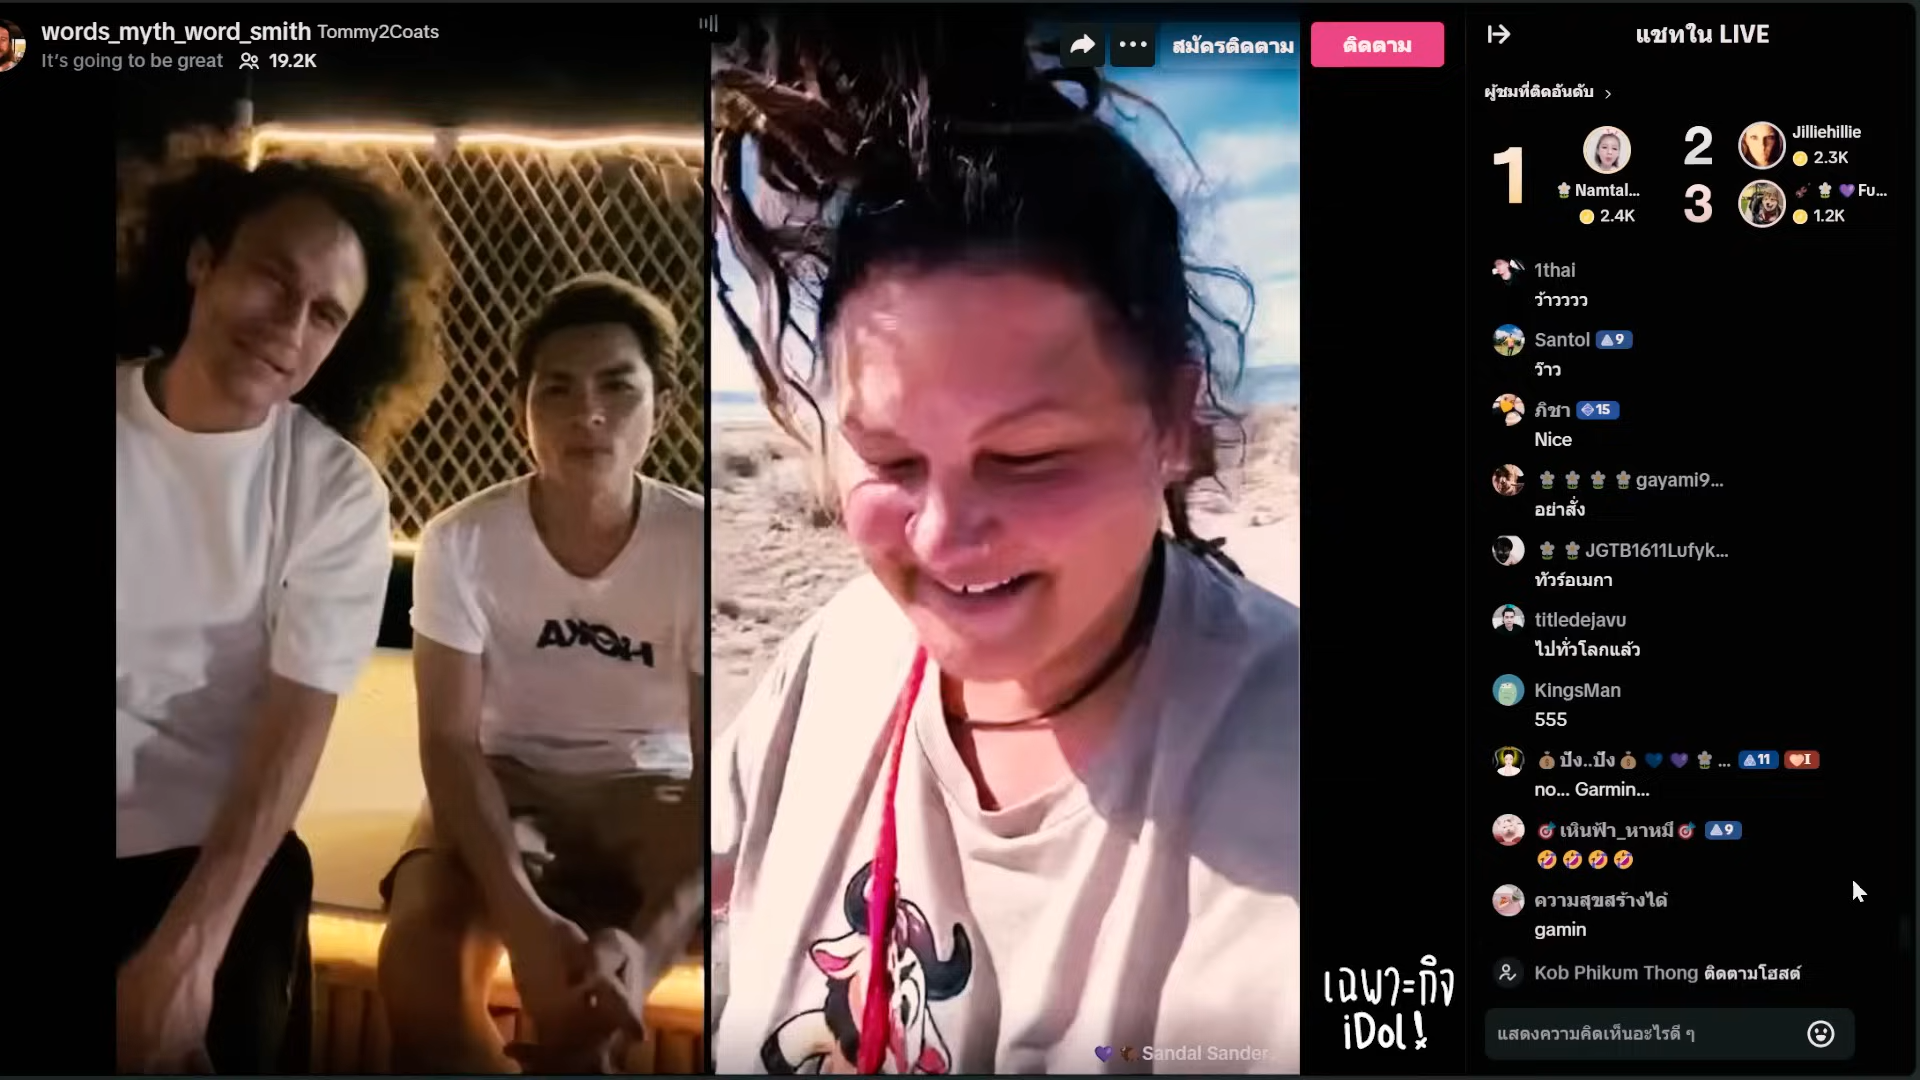 words_myth_word_smith Tommy2Coats
It's going to be great 19.2K
สมัครติดตาม
ติดตาม
แชทใน LIVE
ผู้ชมที่ติดอันดับ
1
Namtal...
2.4K
2
Jilliehillie
2.3K
3
Fu...
1.2K
1thai
ว้าวววว
Santol 9
ว๊าว
ภิชา 15
Nice
gayami9...
อย่าสั่ง
JGTB1611Lufyk...
ทัวร์อเมกา
titledejavu
ไปทั่วโลกแล้ว
KingsMan
555
ปัง..ปัง ... 11 I
no... Garmin...
เหินฟ้า_หาหมี 9
ความสุขสร้างได้
gamin
Kob Phikum Thong ติดตามโฮสต์
แสดงความคิดเห็นอะไรดี ๆ
HOKA
Sandal Sander
เฉพาะกิจ
iDol!